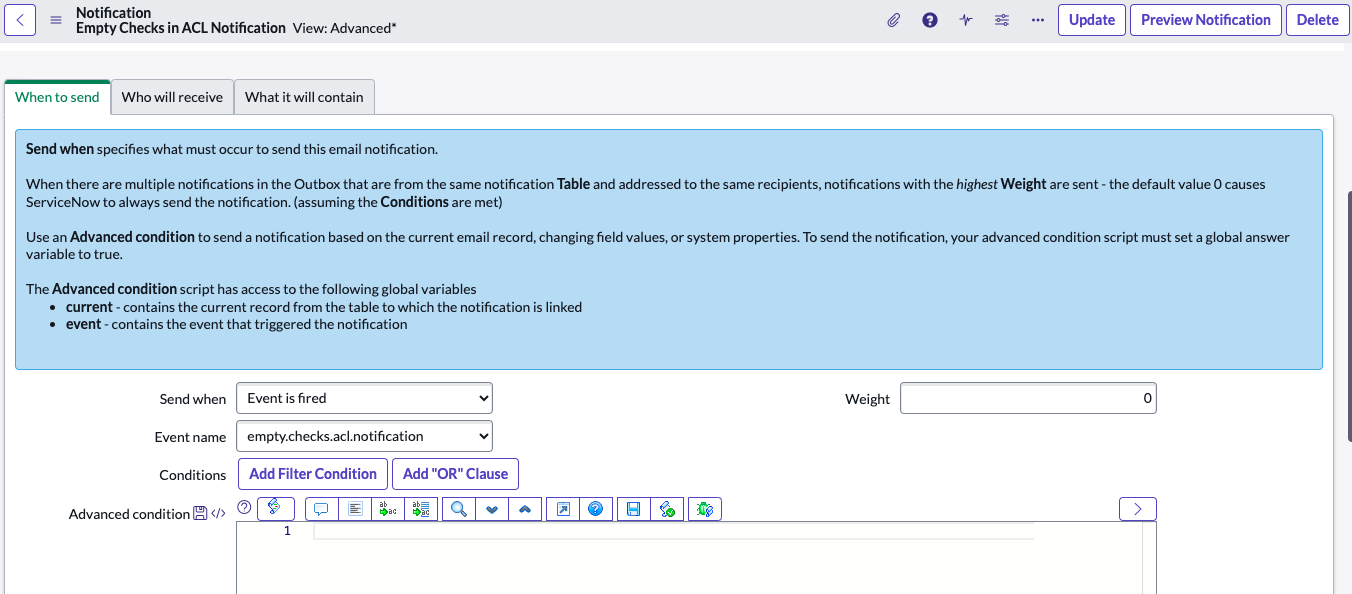 Notification
Empty Checks in ACL Notification View: Advanced*
Update
Preview Notification
Delete
When to send
Who will receive
What it will contain
Send when specifies what must occur to send this email notification.
When there are multiple notifications in the Outbox that are from the same notification Table and addressed to the same recipients, notifications with the highest Weight are sent - the default value 0 causes
ServiceNow to always send the notification. (assuming the Conditions are met)
Use an Advanced condition to send a notification based on the current email record, changing field values, or system properties. To send the notification, your advanced condition script must set a global answer
variable to true.
The Advanced condition script has access to the following global variables
• current - contains the current record from the table to which the notification is linked
• event - contains the event that triggered the notification
Send when
Event is fired
Weight
0
Event name
empty.checks.acl.notification
Conditions
Add Filter Condition
Add "OR" Clause
Advanced condition
1